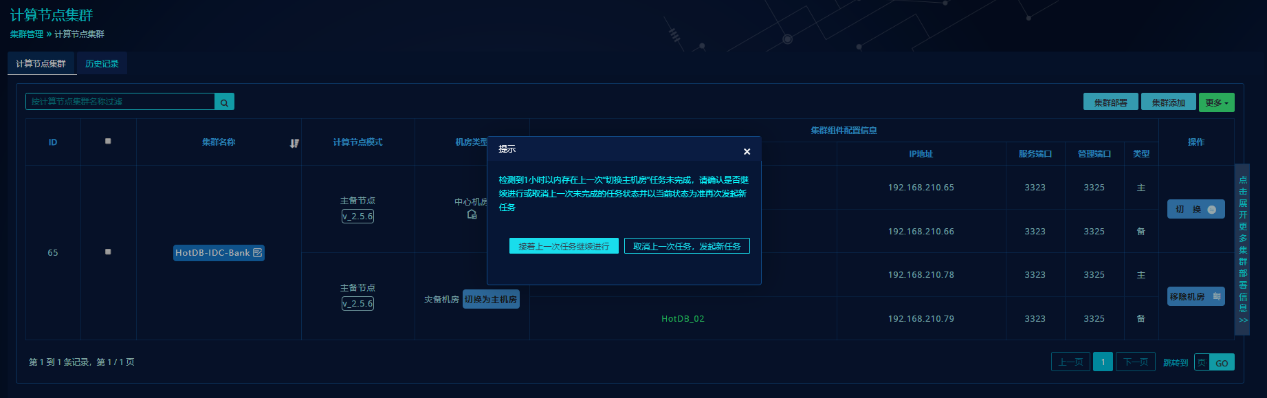 计算节点集群
集群管理 » 计算节点集群
计算节点集群 历史记录
按计算节点集群名称过滤
集群部署 集群添加 更多
ID 集群名称 计算节点模式 机房类型 集群组件配置信息 操作
IP地址 服务端口 管理端口 类型
提示 ×
检测到1小时以内存在上一次“切换主机房”任务未完成，请确认是否继
续进行或取消上一次未完成的任务状态并以当前状态为准再次发起新
任务
接着上一次任务继续进行 取消上一次任务，发起新任务
65 HotDB-IDC-Bank
主备节点
v_2.5.6
中心机房
192.168.210.65 3323 3325 主
切 换
192.168.210.66 3323 3325 备
主备节点
v_2.5.6
灾备机房 切换为主机房
192.168.210.78 3323 3325 主
移除机房
HotDB_02 192.168.210.79 3323 3325 备
点击展开更多集群部署信息>>
第 1 到 1 条记录，第 1 / 1 页
上一页 1 下一页 跳转到 页 GO